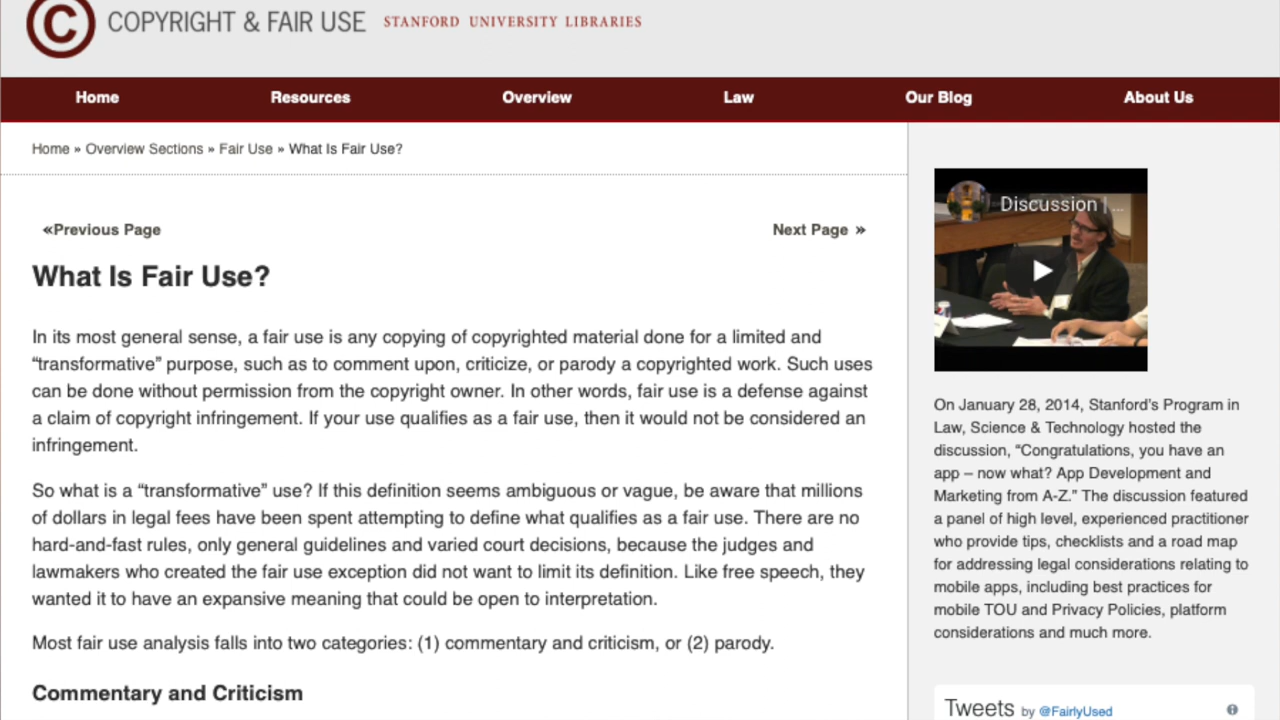 © COPYRIGHT & FAIR USE STANFORD UNIVERSITY LIBRARIES
Home Resources Overview Law Our Blog About Us
Home » Overview Sections » Fair Use » What Is Fair Use?
«Previous Page Next Page »
What Is Fair Use?
In its most general sense, a fair use is any copying of copyrighted material done for a limited and
“transformative” purpose, such as to comment upon, criticize, or parody a copyrighted work. Such uses
can be done without permission from the copyright owner. In other words, fair use is a defense against
a claim of copyright infringement. If your use qualifies as a fair use, then it would not be considered an
infringement.
So what is a “transformative” use? If this definition seems ambiguous or vague, be aware that millions
of dollars in legal fees have been spent attempting to define what qualifies as a fair use. There are no
hard-and-fast rules, only general guidelines and varied court decisions, because the judges and
lawmakers who created the fair use exception did not want to limit its definition. Like free speech, they
wanted it to have an expansive meaning that could be open to interpretation.
Most fair use analysis falls into two categories: (1) commentary and criticism, or (2) parody.
Commentary and Criticism
Discussion | ...
On January 28, 2014, Stanford’s Program in
Law, Science & Technology hosted the
discussion, “Congratulations, you have an
app – now what? App Development and
Marketing from A-Z.” The discussion featured
a panel of high level, experienced practitioner
who provide tips, checklists and a road map
for addressing legal considerations relating to
mobile apps, including best practices for
mobile TOU and Privacy Policies, platform
considerations and much more.
Tweets by @FairlyUsed